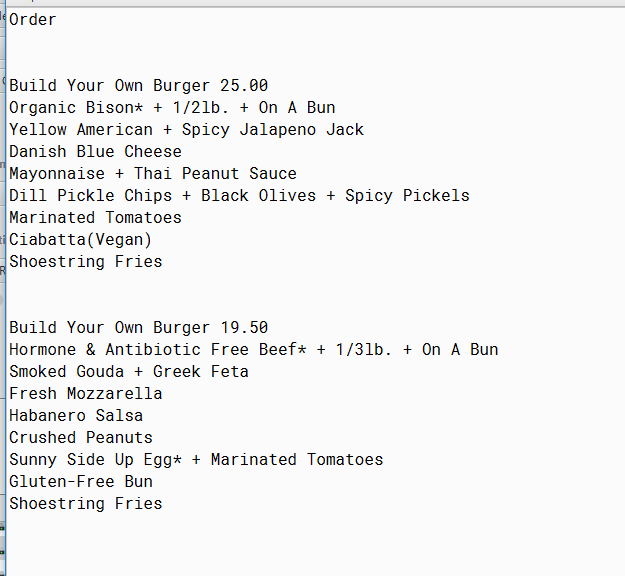 Order
Build Your Own Burger 25.00
Organic Bison* + 1/2lb. + On A Bun
Yellow American + Spicy Jalapeno Jack
Danish Blue Cheese
Mayonnaise + Thai Peanut Sauce
Dill Pickle Chips + Black Olives + Spicy Pickels
Marinated Tomatoes
Ciabatta(Vegan)
Shoestring Fries
Build Your Own Burger 19.50
Hormone & Antibiotic Free Beef* + 1/3lb. + On A Bun
Smoked Gouda + Greek Feta
Fresh Mozzarella
Habanero Salsa
Crushed Peanuts
Sunny Side Up Egg* + Marinated Tomatoes
Gluten-Free Bun
Shoestring Fries